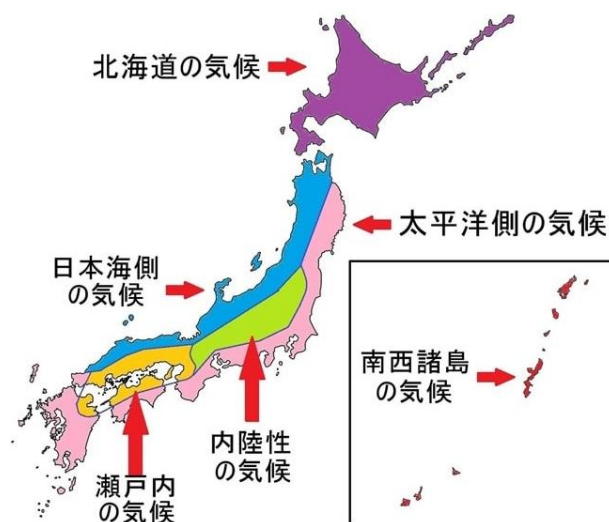 北海道の気候
太平洋側の気候
日本海側
の気候
南西諸島
の気候
内陸性
の気候
瀬戸内
の気候